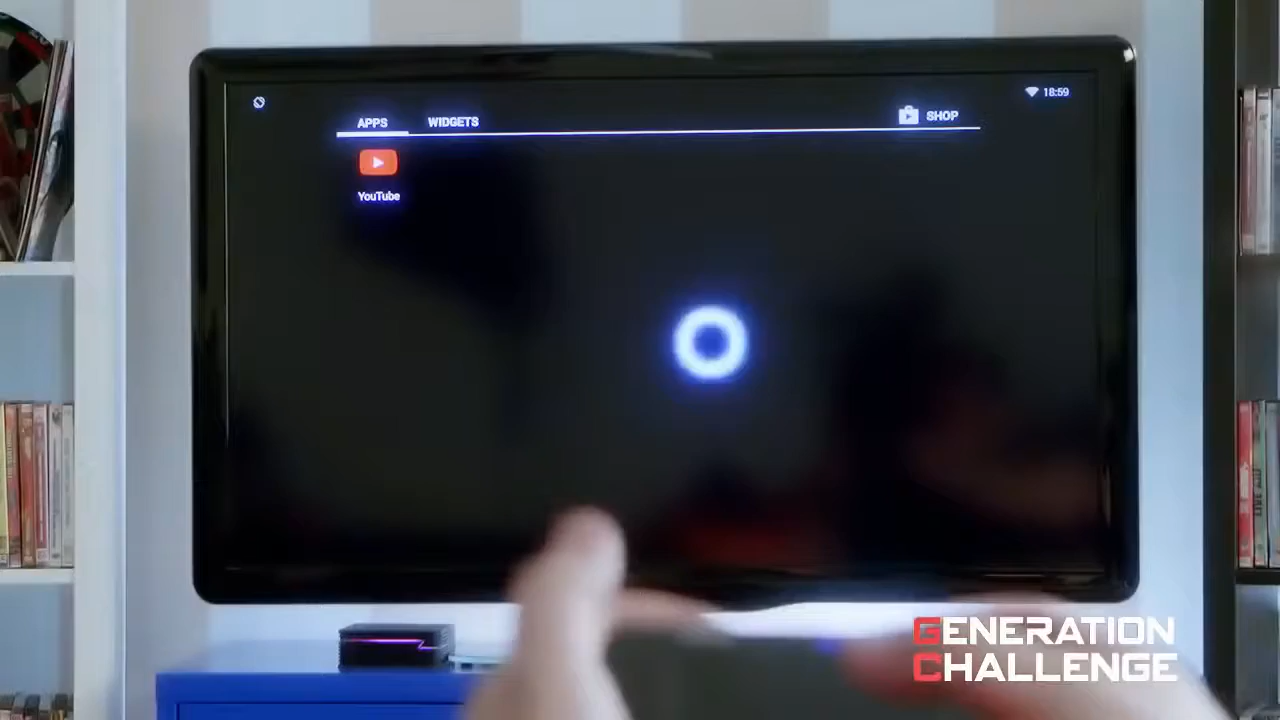 18:59
APPS WIDGETS SHOP
YouTube
GENERATION
CHALLENGE